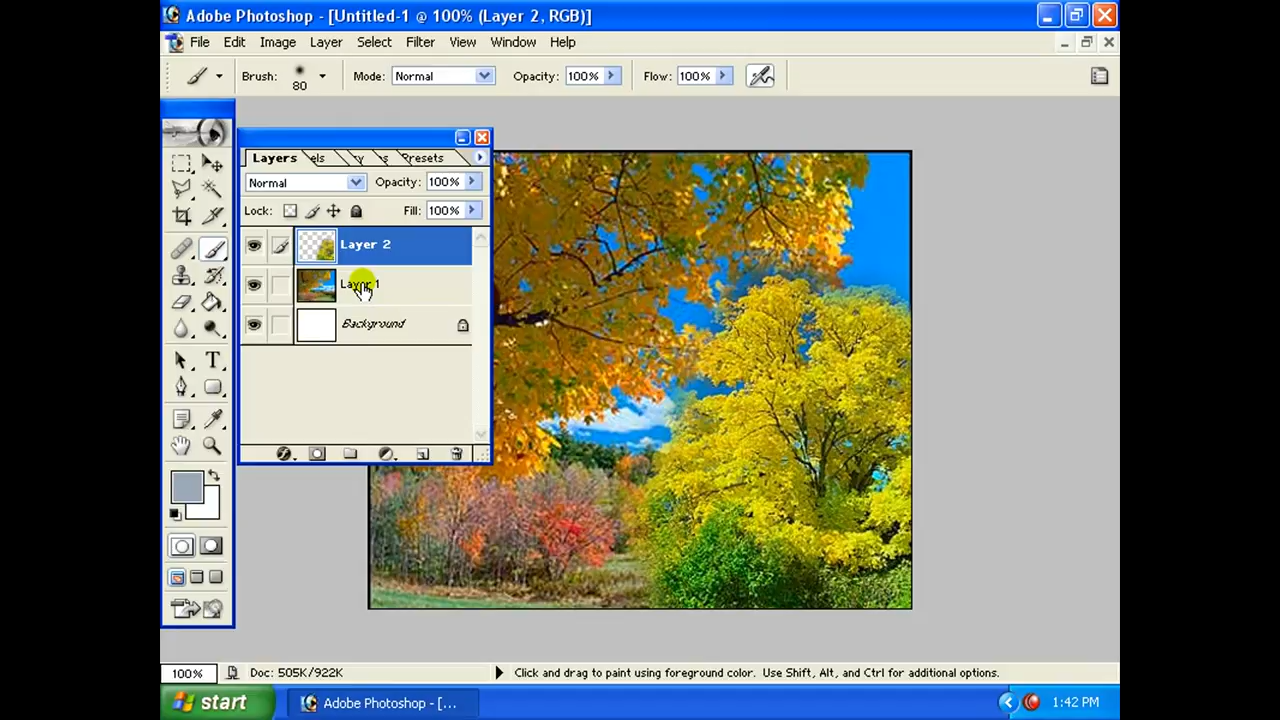 Adobe Photoshop - [Untitled-1 @ 100% (Layer 2, RGB)]
File Edit Image Layer Select Filter View Window Help
Brush: 80 Mode: Normal Opacity: 100% Flow: 100%
Layers els y s Presets
Normal Opacity: 100%
Lock: Fill: 100%
Layer 2
Layer 1
Background
T
100% Doc: 505K/922K Click and drag to paint using foreground color. Use Shift, Alt, and Ctrl for additional options.
start Adobe Photoshop - [... 1:42 PM